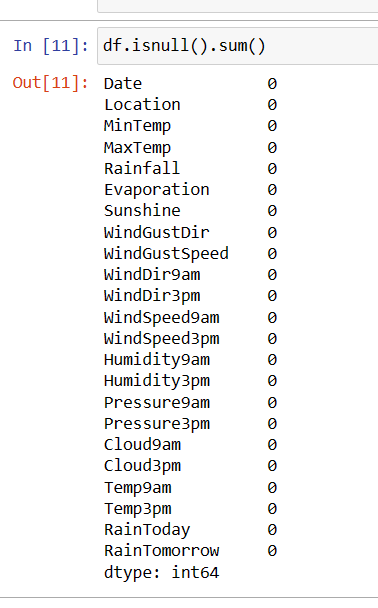 In [11]: df.isnull().sum()
Out[11]: Date 0
Location 0
MinTemp 0
MaxTemp 0
Rainfall 0
Evaporation 0
Sunshine 0
WindGustDir 0
WindGustSpeed 0
WindDir9am 0
WindDir3pm 0
WindSpeed9am 0
WindSpeed3pm 0
Humidity9am 0
Humidity3pm 0
Pressure9am 0
Pressure3pm 0
Cloud9am 0
Cloud3pm 0
Temp9am 0
Temp3pm 0
RainToday 0
RainTomorrow 0
dtype: int64